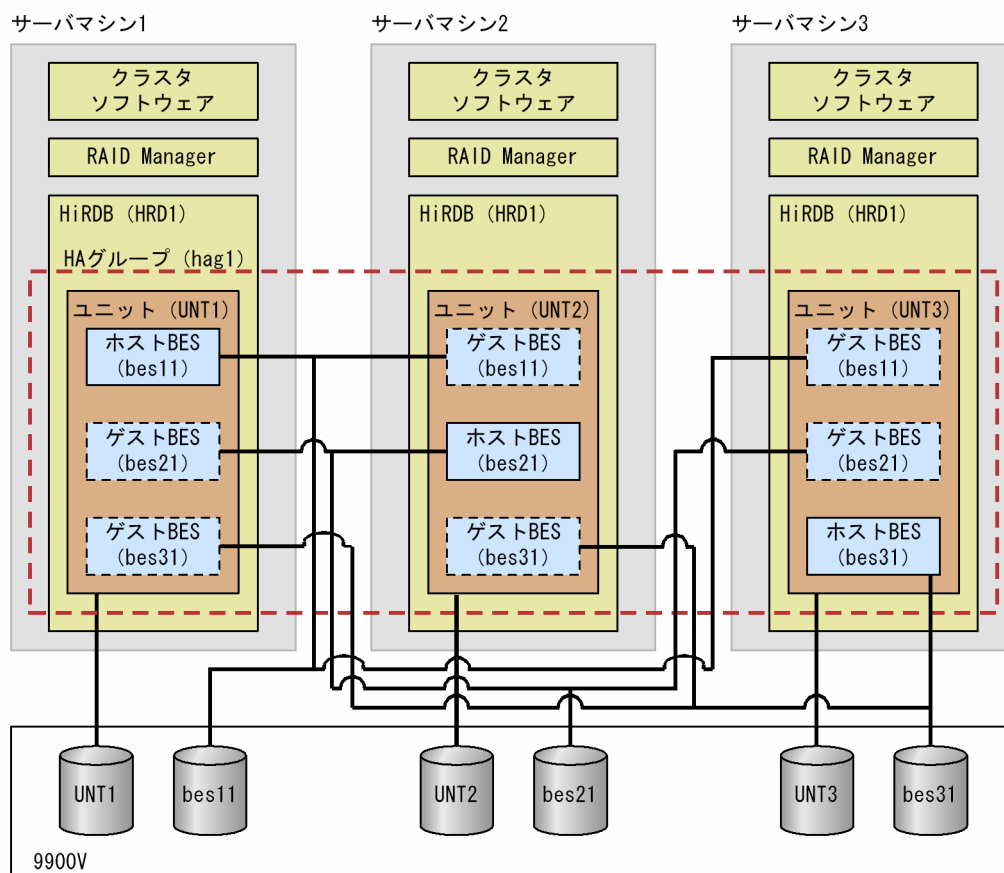 サーバマシン1
サーバマシン2
サーバマシン3
クラスタ
ソフトウェア
クラスタ
ソフトウェア
クラスタ
ソフトウェア
RAID Manager
RAID Manager
RAID Manager
HiRDB (HRD1)
HiRDB (HRD1)
HiRDB (HRD1)
HAグループ (hag1)
ユニット (UNT1)
ユニット (UNT2)
ユニット (UNT3)
ホストBES
(bes11)
ゲストBES
(bes11)
ゲストBES
(bes11)
ゲストBES
(bes21)
ホストBES
(bes21)
ゲストBES
(bes21)
ゲストBES
(bes31)
ゲストBES
(bes31)
ホストBES
(bes31)
UNT1
bes11
UNT2
bes21
UNT3
bes31
9900V